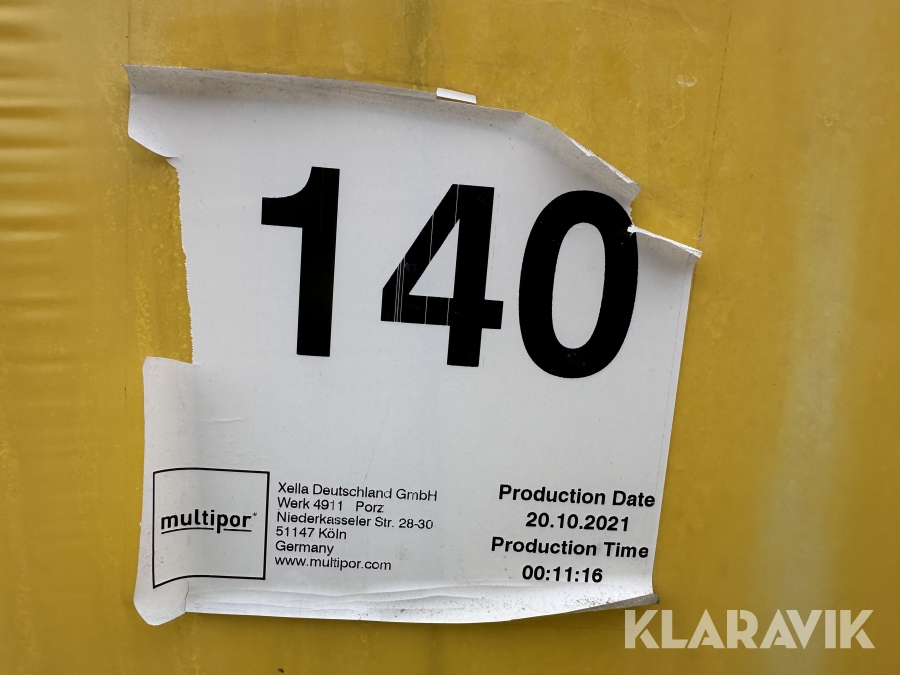 140
multipor®
Xella Deutschland GmbH
Werk 4911 Porz
Niederkasseler Str. 28-30
51147 Köln
Germany
www.multipor.com
Production Date
20.10.2021
Production Time
00:11:16
KLARAVIK